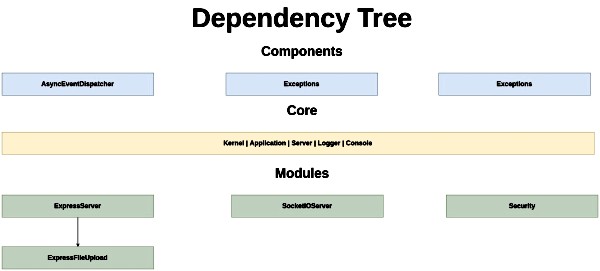 Dependency Tree
Components
AsyncEventDispatcher
Exceptions
Exceptions
Core
Kernel | Application | Server | Logger | Console
Modules
ExpressServer
SocketIOServer
Security
ExpressFileUpload